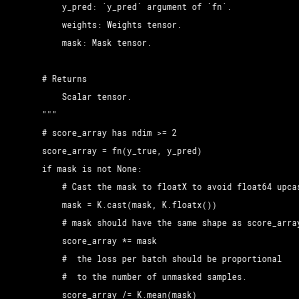 y_pred: `y_pred` argument of `fn`.
weights: Weights tensor.
mask: Mask tensor.
# Returns
Scalar tensor.
"""
# score_array has ndim >= 2
score_array = fn(y_true, y_pred)
if mask is not None:
# Cast the mask to floatX to avoid float64 upcas
mask = K.cast(mask, K.floatx())
# mask should have the same shape as score_array
score_array *= mask
#  the loss per batch should be proportional
#  to the number of unmasked samples.
score_array /= K.mean(mask)